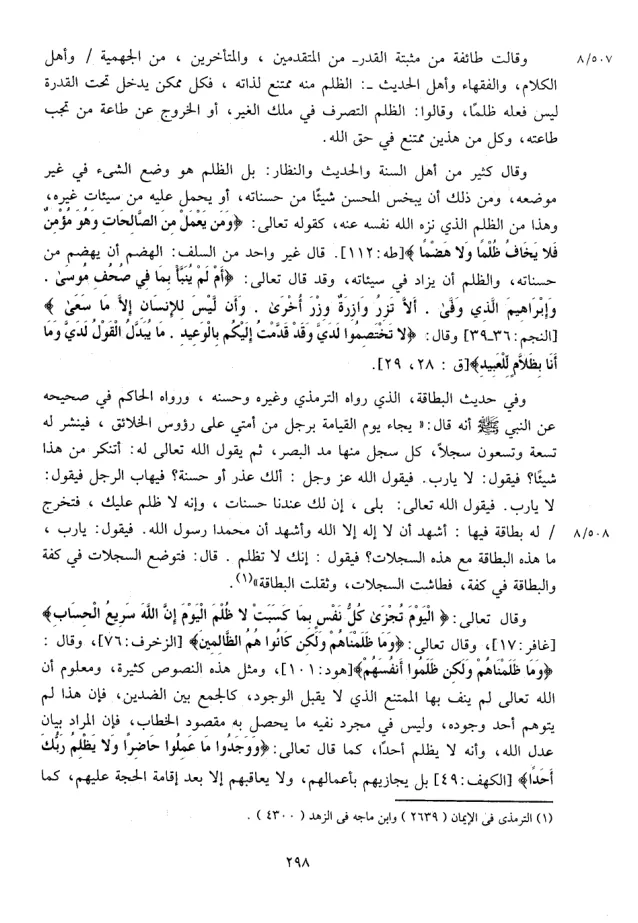 ٨/٥٠٧ وقالت طائفة من مثبتة القدر ـ من المتقدمين ، والمتأخرين ، من الجهمية / وأهل
الكلام، والفقهاء وأهل الحديث ـ: الظلم منه ممتنع لذاته ، فكل ممكن يدخل تحت القدرة
ليس فعله ظلمًا، وقالوا: الظلم التصرف في ملك الغير، أو الخروج عن طاعة من تجب
طاعته، وكل من هذين ممتنع في حق الله.
وقال كثير من أهل السنة والحديث والنظار: بل الظلم هو وضع الشىء في غير
موضعه، ومن ذلك أن يبخس المحسن شيئًا من حسناته، أو يحمل عليه من سيئات غيره،
وهذا من الظلم الذي نزه الله نفسه عنه، كقوله تعالى: ﴿وَمَن يَعْمَلْ مِنَ الصَّالِحَاتِ وَهُوَ مُؤْمِنٌ
فَلا يَخَافُ ظُلْمًا وَلا هَضْمًا ﴾[طه:١١٢]. قال غير واحد من السلف: الهضم أن يهضم من
حسناته، والظلم أن يزاد في سيئاته، وقد قال تعالى: ﴿أَمْ لَمْ يُنَبَّأْ بِمَا فِي صُحُفِ مُوسَىٰ .
وَإِبْرَاهِيمَ الَّذِي وَفَّىٰ . أَلاَّ تَزِرُ وَازِرَةٌ وِزْرَ أُخْرَىٰ . وَأَن لَّيْسَ لِلإِنسَانِ إِلاَّ مَا سَعَىٰ ﴾
[النجم:٣٦ـ٣٩] وقال: ﴿لا تَخْتَصِمُوا لَدَيَّ وَقَدْ قَدَّمْتُ إِلَيْكُم بِالْوَعِيدِ . مَا يُبَدَّلُ الْقَوْلُ لَدَيَّ وَمَا
أَنَا بِظَلاَّمٍ لِّلْعَبِيدِ﴾[ق : ٢٨، ٢٩].
وفي حديث البطاقة، الذي رواه الترمذي وغيره وحسنه ، ورواه الحاكم في صحيحه
عن النبي ﷺ أنه قال:« يجاء يوم القيامة برجل من أمتي على رؤوس الخلائق ، فينشر له
تسعة وتسعون سجلاً، كل سجل منها مد البصر، ثم يقول الله تعالى له: أتنكر من هذا
شيئًا؟ فيقول: لا يارب. فيقول الله عز وجل : ألك عذر أو حسنة؟ فيهاب الرجل فيقول:
لا يارب. فيقول الله تعالى: بلى ، إن لك عندنا حسنات ، وإنه لا ظلم عليك ، فتخرج
٨/٥٠٨ / له بطاقة فيها : أشهد أن لا إله إلا الله وأشهد أن محمدا رسول الله. فيقول: يارب ،
ما هذه البطاقة مع هذه السجلات؟ فيقول : إنك لا تظلم . قال: فتوضع السجلات في كفة
والبطاقة في كفة، فطاشت السجلات، وثقلت البطاقة»(١).
وقال تعالى:﴿ الْيَوْمَ تُجْزَىٰ كُلُّ نَفْسٍ بِمَا كَسَبَتْ لا ظُلْمَ الْيَوْمَ إِنَّ اللَّهَ سَرِيعُ الْحِسَابِ﴾
[غافر:١٧]، وقال تعالى:﴿وَمَا ظَلَمْنَاهُمْ وَلَكِن كَانُوا هُمُ الظَّالِمِينَ﴾ [الزخرف:٧٦]، وقال :
﴿وَمَا ظَلَمْنَاهُمْ وَلَكِن ظَلَمُوا أَنفُسَهُمْ﴾[هود:١٠١]، ومثل هذه النصوص كثيرة، ومعلوم أن
الله تعالى لم ينف بها الممتنع الذي لا يقبل الوجود، كالجمع بين الضدين، فإن هذا لم
يتوهم أحد وجوده، وليس في مجرد نفيه ما يحصل به مقصود الخطاب، فإن المراد بيان
عدل الله، وأنه لا يظلم أحدًا، كما قال تعالى:﴿وَوَجَدُوا مَا عَمِلُوا حَاضِرًا وَلا يَظْلِمُ رَبُّكَ
أَحَدًا﴾ [الكهف:٤٩] بل يجازيهم بأعمالهم، ولا يعاقبهم إلا بعد إقامة الحجة عليهم، كما
(١) الترمذى فى الإيمان ( ٢٦٣٩ ) وابن ماجه فى الزهد ( ٤٣٠٠ ) .
٢٩٨